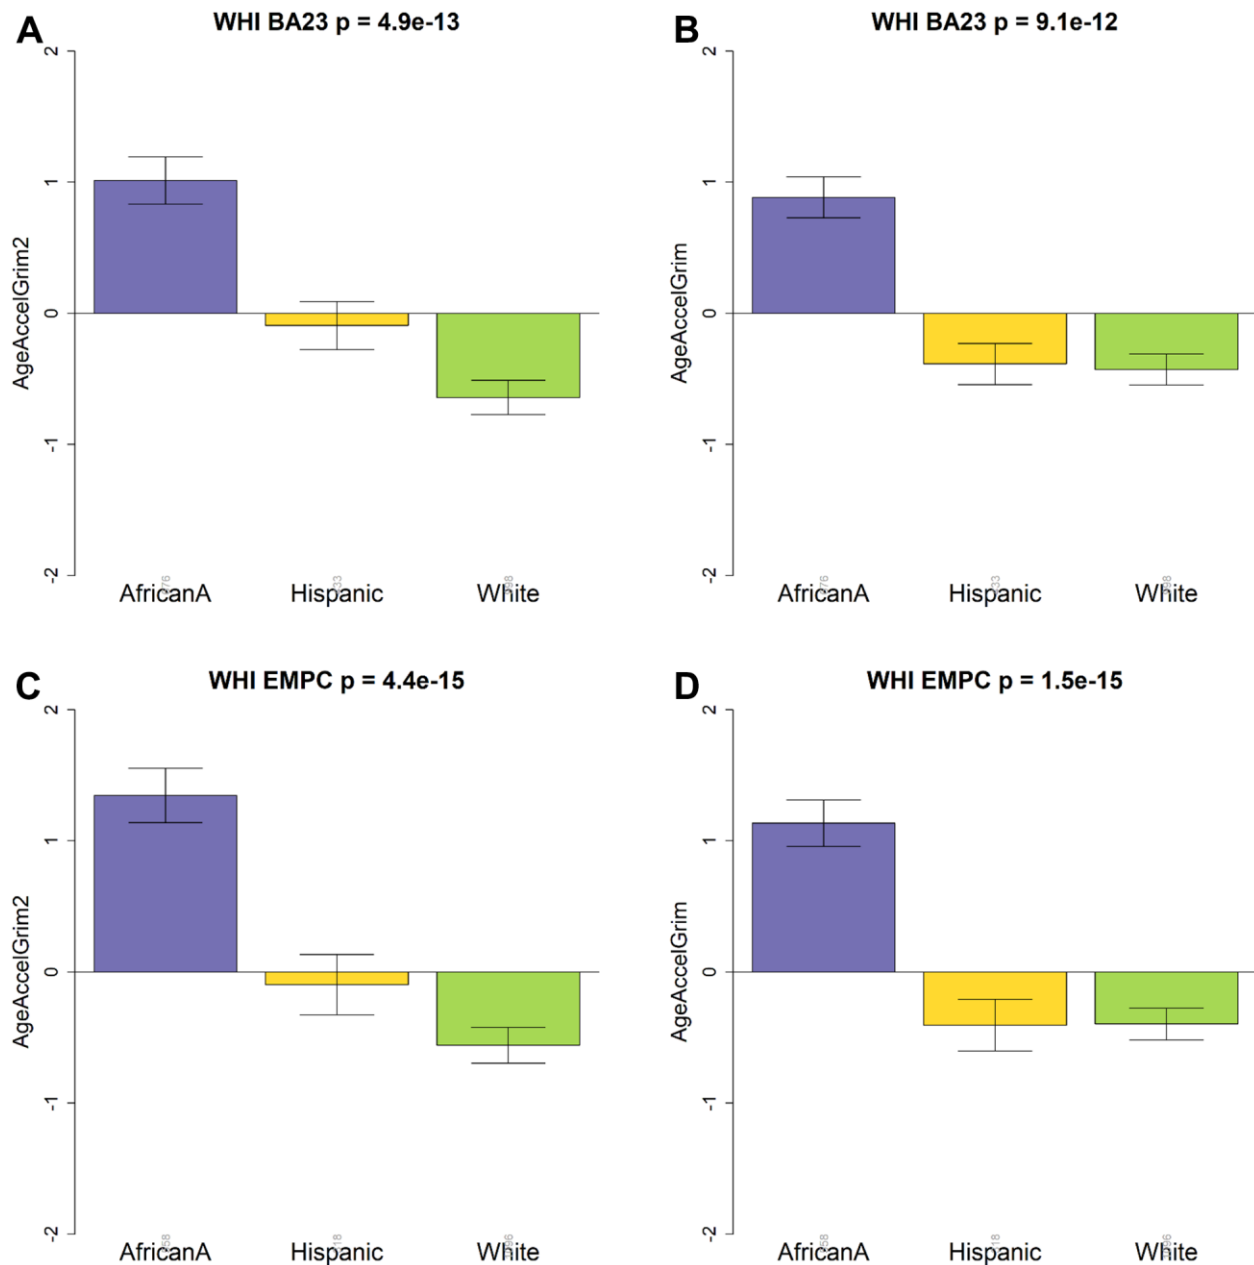 A
WHI BA23 p = 4.9e-13
AgeAccelGrim2
2
1
0
-1
-2
AfricanA
Hispanic
White
B
WHI BA23 p = 9.1e-12
AgeAccelGrim
2
1
0
-1
-2
AfricanA
Hispanic
White
C
WHI EMPC p = 4.4e-15
AgeAccelGrim2
2
1
0
-1
-2
AfricanA
Hispanic
White
D
WHI EMPC p = 1.5e-15
AgeAccelGrim
2
1
0
-1
-2
AfricanA
Hispanic
White